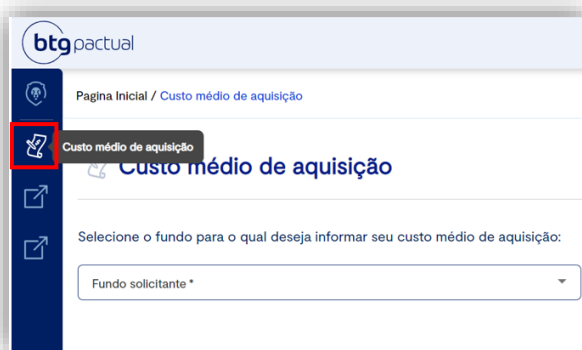 btg pactual
Pagina Inicial / Custo médio de aquisição
Custo médio de aquisição
Custo médio de aquisição
Selecione o fundo para o qual deseja informar seu custo médio de aquisição:
Fundo solicitante *